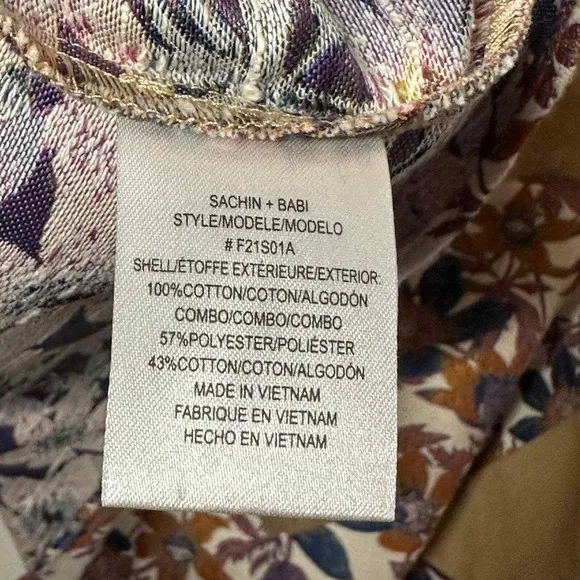 SACHIN + BABI
STYLE/MODELE/MODELO
# F21S01A
SHELL/ÉTOFFE EXTÉRIEURE/EXTERIOR:
100%COTTON/COTON/ALGODÓN
COMBO/COMBO/COMBO
57%POLYESTER/POLIÉSTER
43%COTTON/COTON/ALGODÓN
MADE IN VIETNAM
FABRIQUE EN VIETNAM
HECHO EN VIETNAM